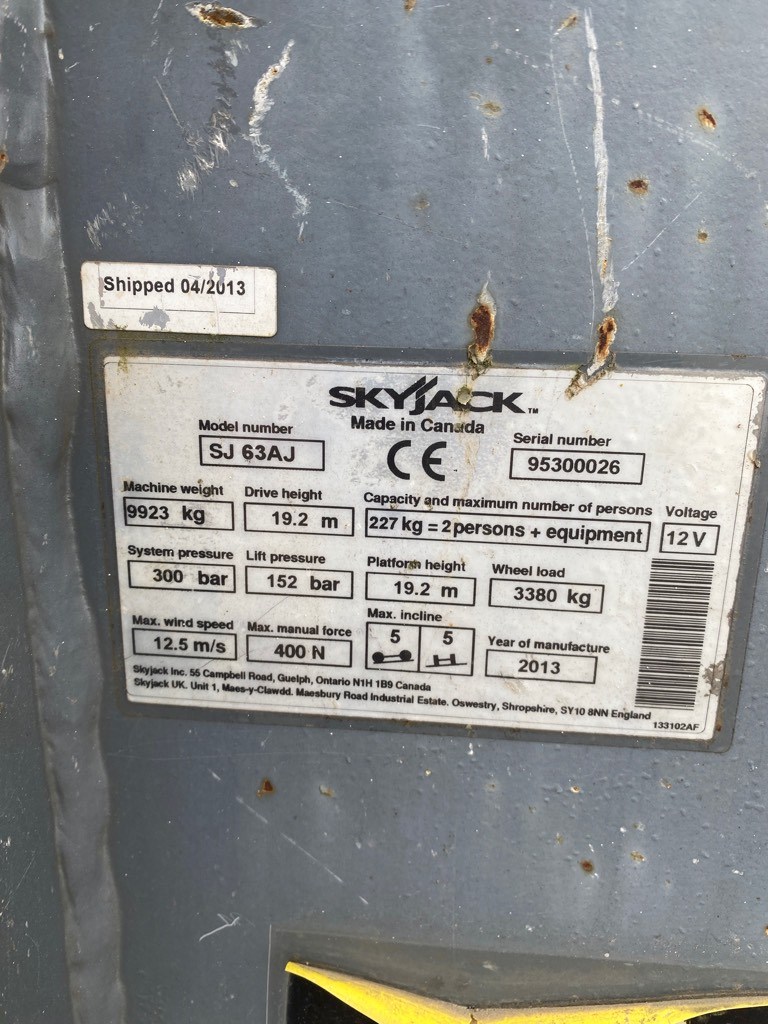 Shipped 04/2013
SKYJACK™
Made in Canada
Model number
SJ 63AJ
CE
Serial number
95300026
Machine weight
9923 kg
Drive height
19.2 m
Capacity and maximum number of persons
227 kg = 2 persons + equipment
Voltage
12 V
System pressure
300 bar
Lift pressure
152 bar
Platform height
19.2 m
Wheel load
3380 kg
Max. wind speed
12.5 m/s
Max. manual force
400 N
Max. incline
5 5
Year of manufacture
2013
Skyjack Inc. 55 Campbell Road, Guelph, Ontario N1H 1B9 Canada
Skyjack UK. Unit 1, Maes-y-Clawdd. Maesbury Road Industrial Estate. Oswestry, Shropshire, SY10 8NN England
133102AF